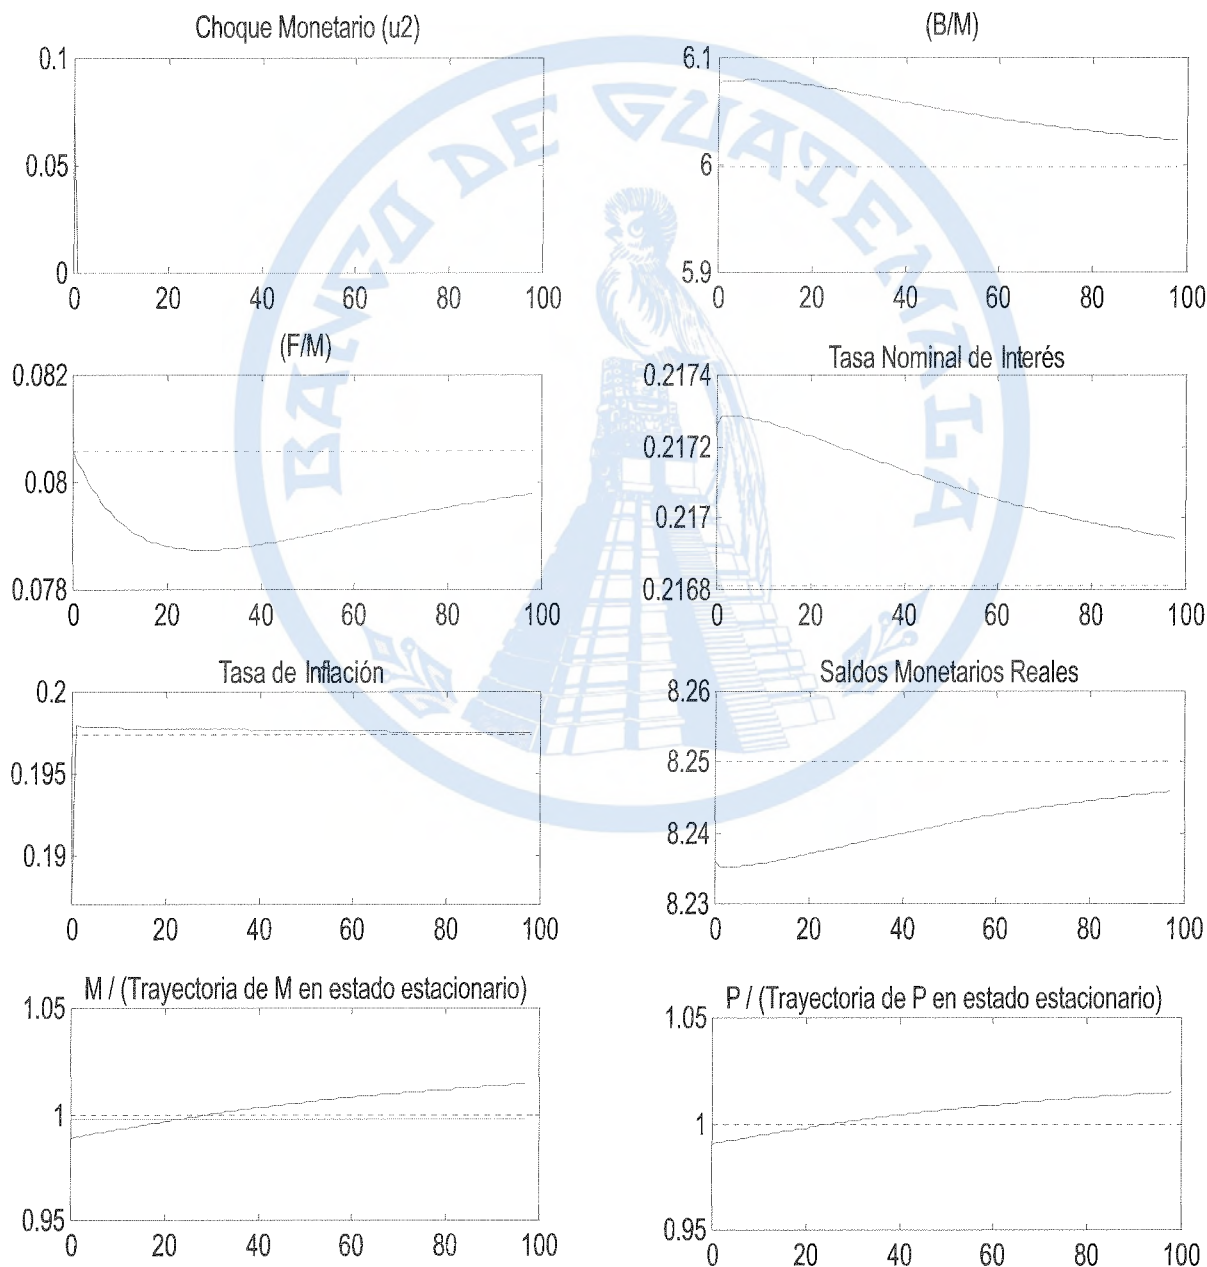 Choque Monetario (u2)
0.1
0.05
0
0 20 40 60 80 100
(B/M)
6.1
6
5.9
0 20 40 60 80 100
(F/M)
0.082
0.08
0.078
0 20 40 60 80 100
Tasa Nominal de Interés
0.2174
0.2172
0.217
0.2168
0 20 40 60 80 100
Tasa de Inflación
0.2
0.195
0.19
0 20 40 60 80 100
Saldos Monetarios Reales
8.26
8.25
8.24
8.23
0 20 40 60 80 100
M / (Trayectoria de M en estado estacionario)
1.05
1
0.95
0 20 40 60 80 100
P / (Trayectoria de P en estado estacionario)
1.05
1
0.95
0 20 40 60 80 100
BANCO DE GUATEMALA